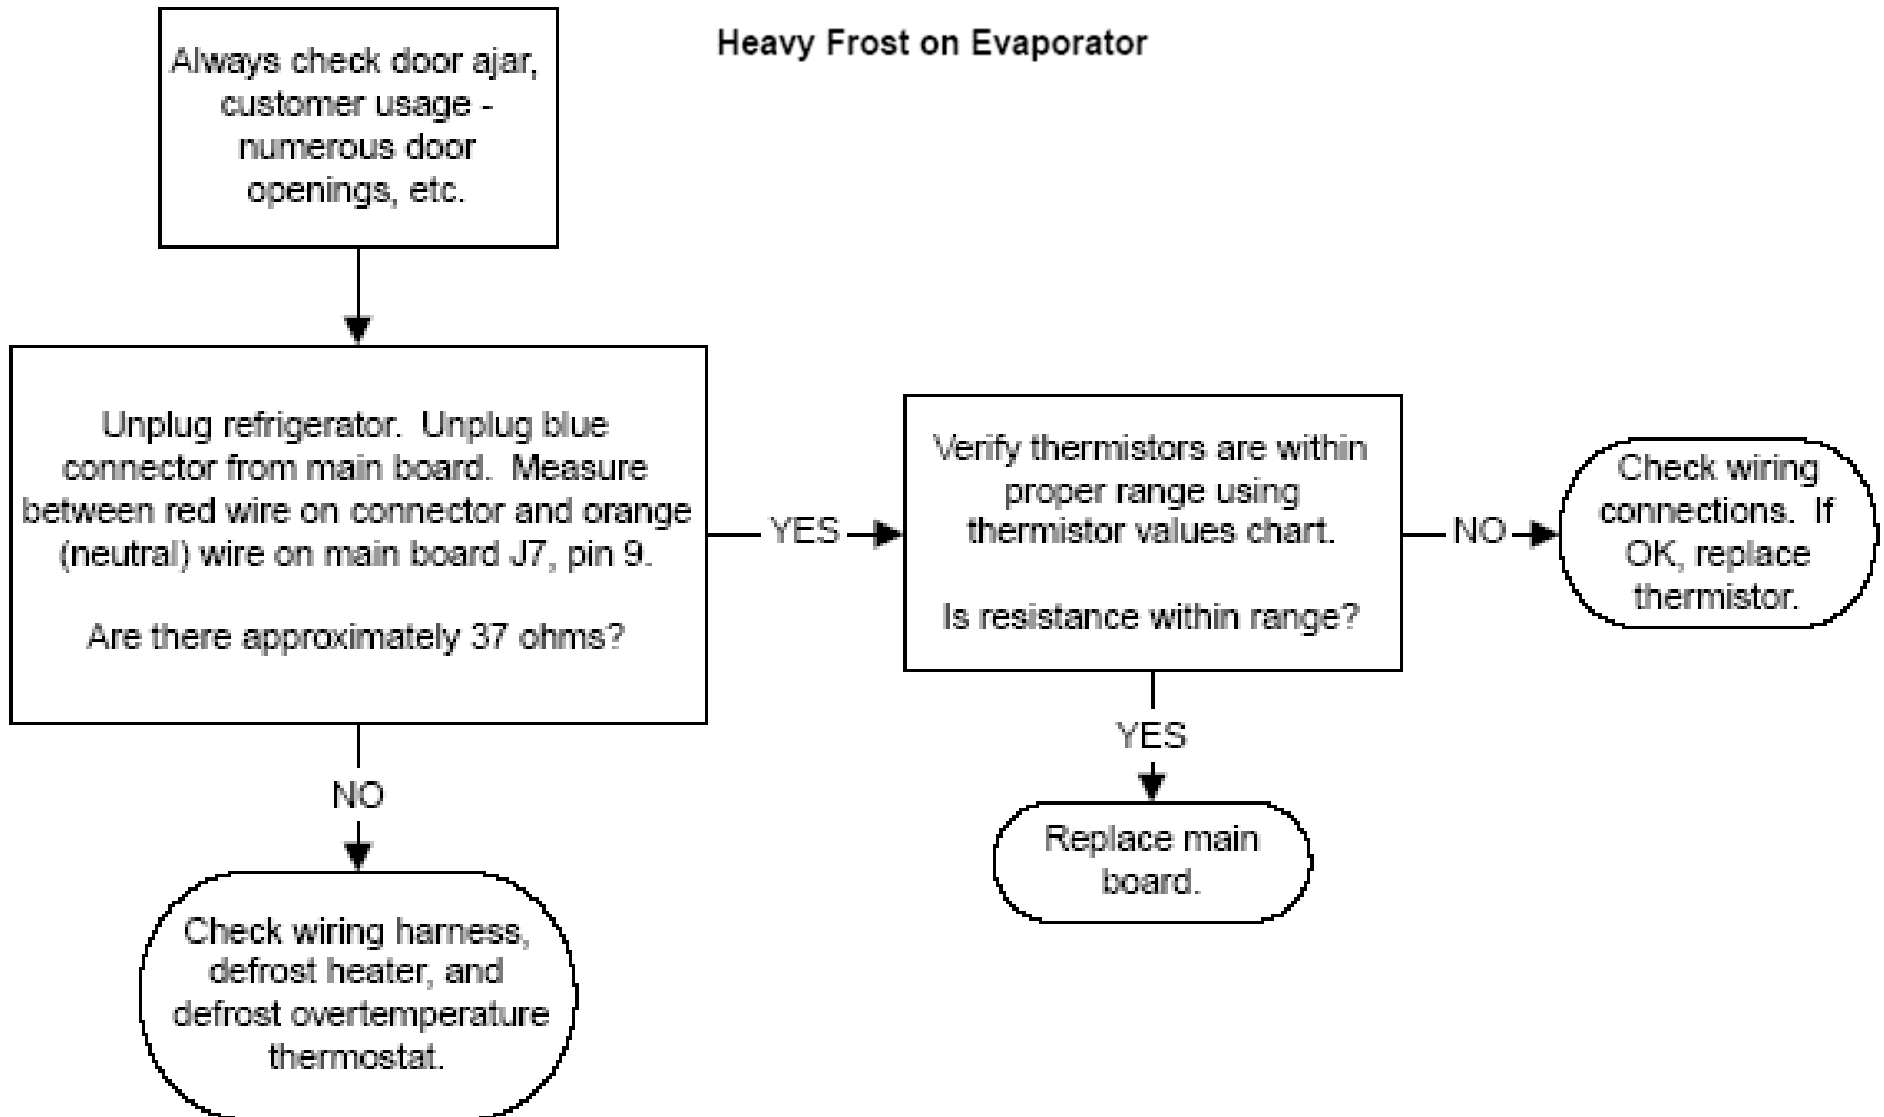 Heavy Frost on Evaporator
Always check door ajar,
customer usage -
numerous door
openings, etc.
Unplug refrigerator. Unplug blue
connector from main board. Measure
between red wire on connector and orange
(neutral) wire on main board J7, pin 9.
Are there approximately 37 ohms?
YES
Verify thermistors are within
proper range using
thermistor values chart.
Is resistance within range?
NO
Check wiring
connections. If
OK, replace
thermistor.
YES
Replace main
board.
NO
Check wiring harness,
defrost heater, and
defrost overtemperature
thermostat.